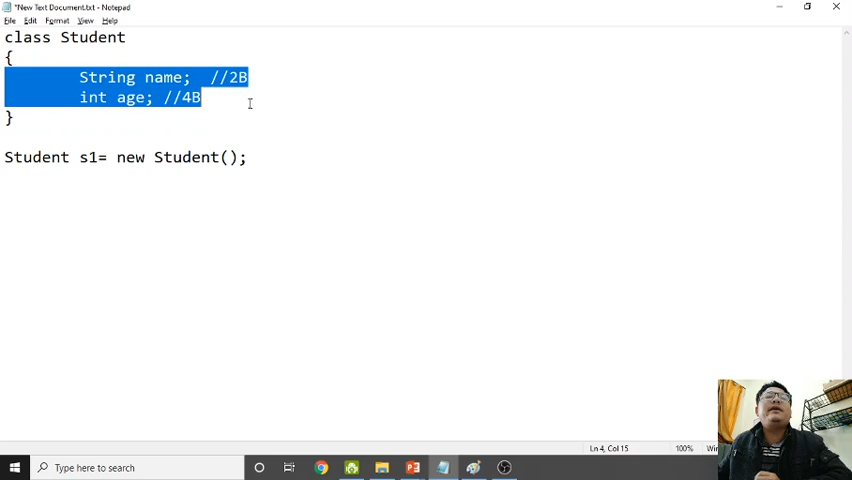 *New Text Document.txt - Notepad
File Edit Format View Help
class Student
{
String name; //2B
int age; //4B
}
Student s1= new Student();
Ln 4, Col 15
100%
Win
Type here to search